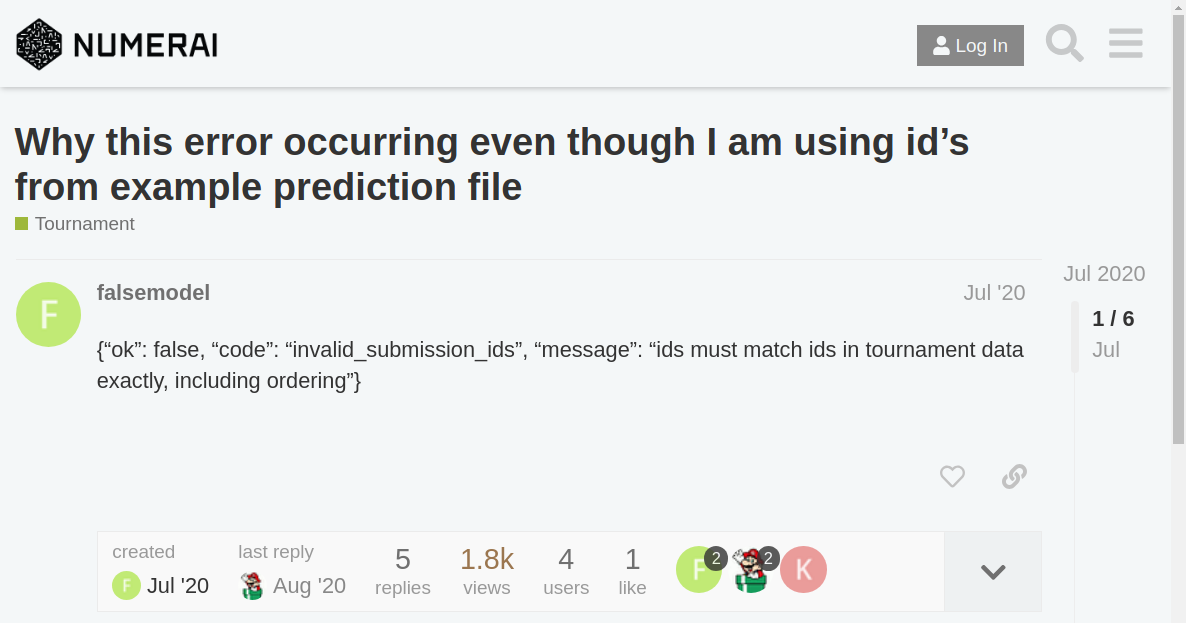 NUMERAI
Log In
Why this error occurring even though I am using id’s
from example prediction file
Tournament
Jul 2020
F
falsemodel
Jul '20
1 / 6
Jul
{“ok”: false, “code”: “invalid_submission_ids”, “message”: “ids must match ids in tournament data
exactly, including ordering”}
created
last reply
5
1.8k
4
1
F Jul '20
Aug '20
replies
views
users
like
F 2
2
K